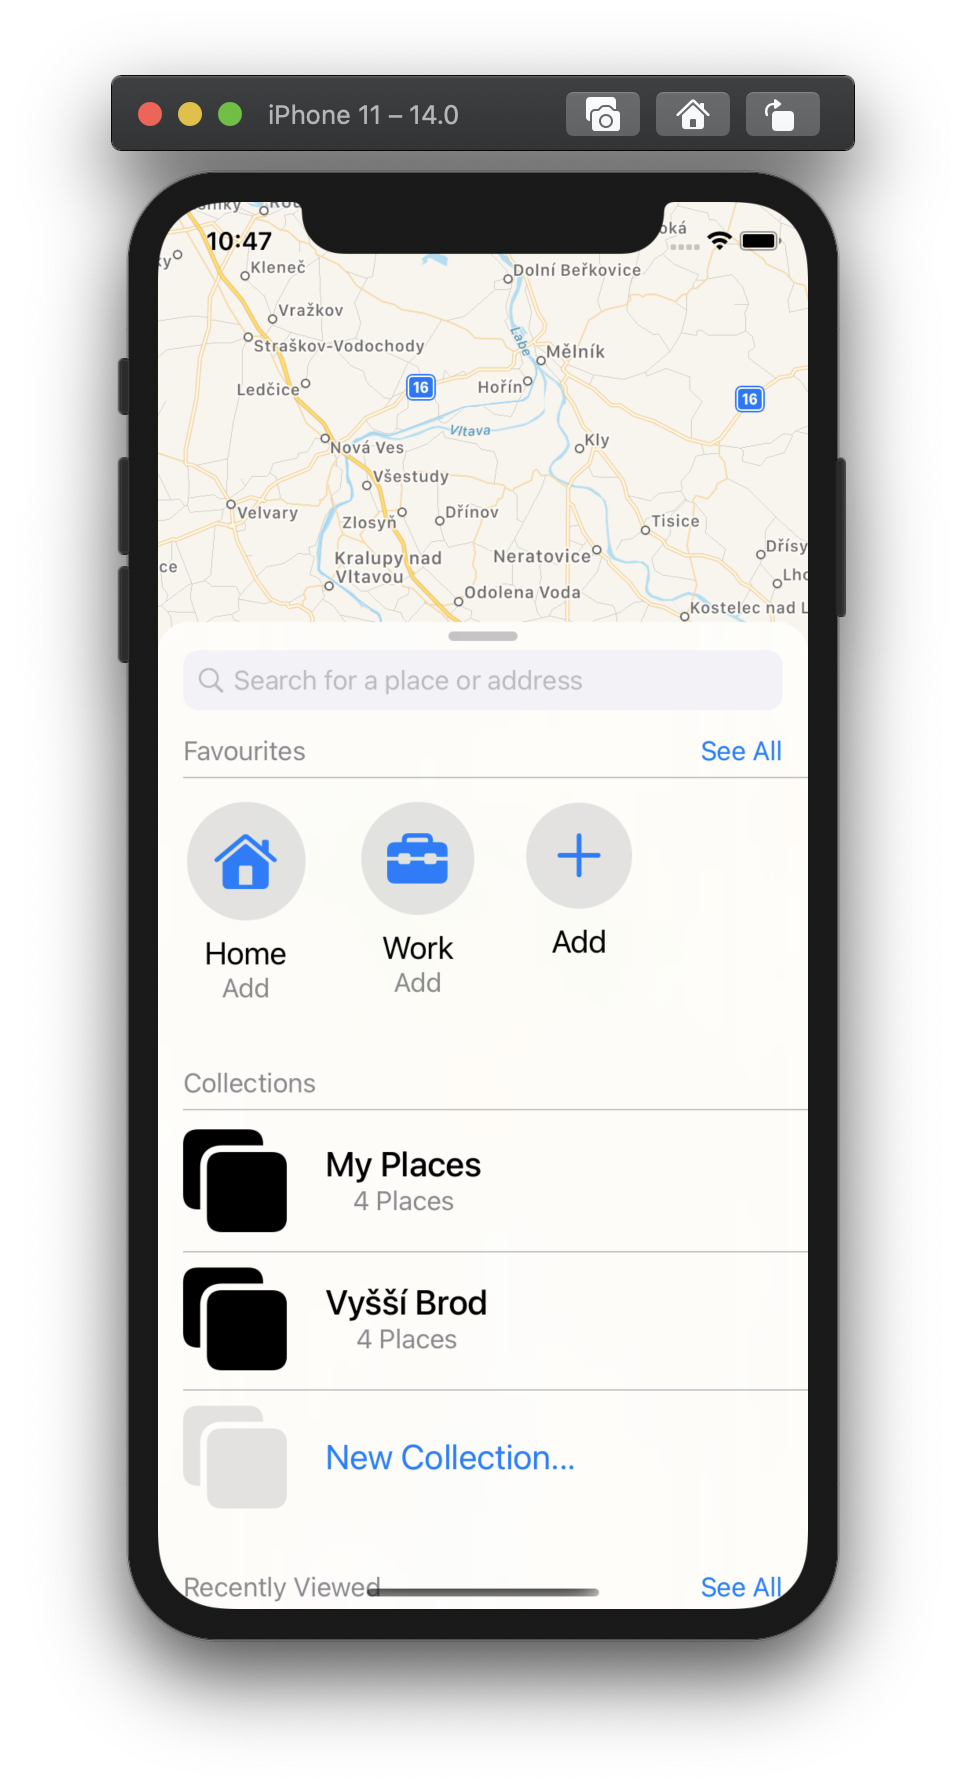 iPhone 11 – 14.0
10:47
oká
Kleneč
Dolní Beřkovice
Vražkov
Straškov-Vodochody
Labe
Mělník
Ledčice
16
Hořín
16
Vltava
Nová Ves
Kly
Všestudy
Velvary
Zlosyň
Dřínov
Tisice
Kralupy nad
Vltavou
Neratovice
Dřísy
ce
Odolena Voda
Kostelec nad L
Search for a place or address
Favourites
See All
Home
Add
Work
Add
Add
Collections
My Places
4 Places
Vyšší Brod
4 Places
New Collection...
Recently Viewed
See All